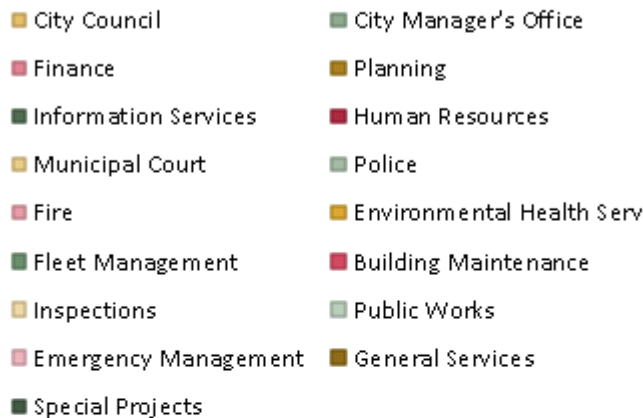 City Council City Manager's Office
Finance Planning
Information Services Human Resources
Municipal Court Police
Fire Environmental Health Serv
Fleet Management Building Maintenance
Inspections Public Works
Emergency Management General Services
Special Projects